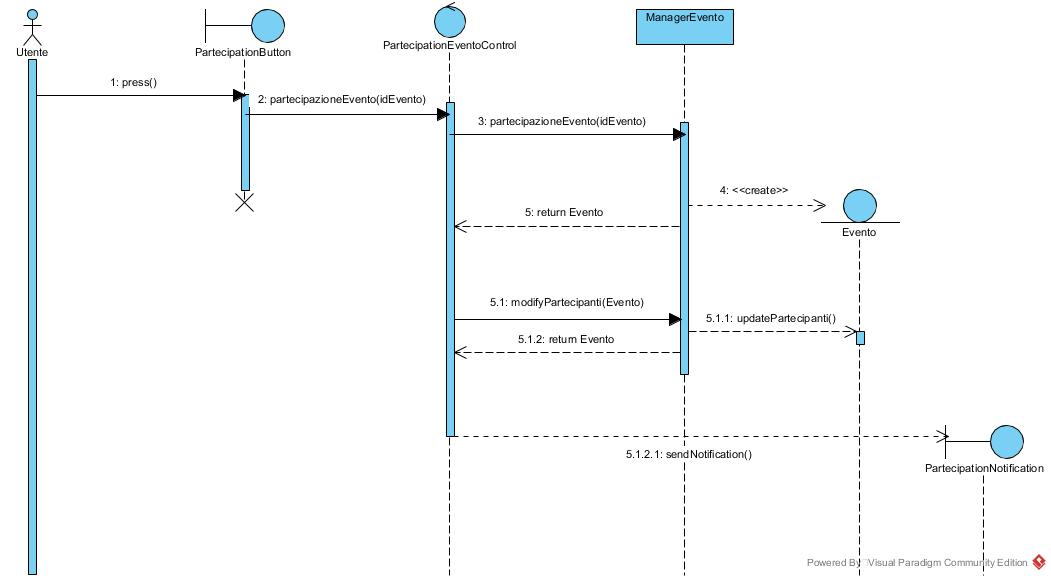 Utente
PartecipationButton
PartecipationEventoControl
ManagerEvento
1: press()
2: partecipazioneEvento(idEvento)
3: partecipazioneEvento(idEvento)
4: <<create>>
Evento
5: return Evento
5.1: modifyPartecipanti(Evento)
5.1.1: updatePartecipanti()
5.1.2: return Evento
5.1.2.1: sendNotification()
PartecipationNotification
Powered By Visual Paradigm Community Edition